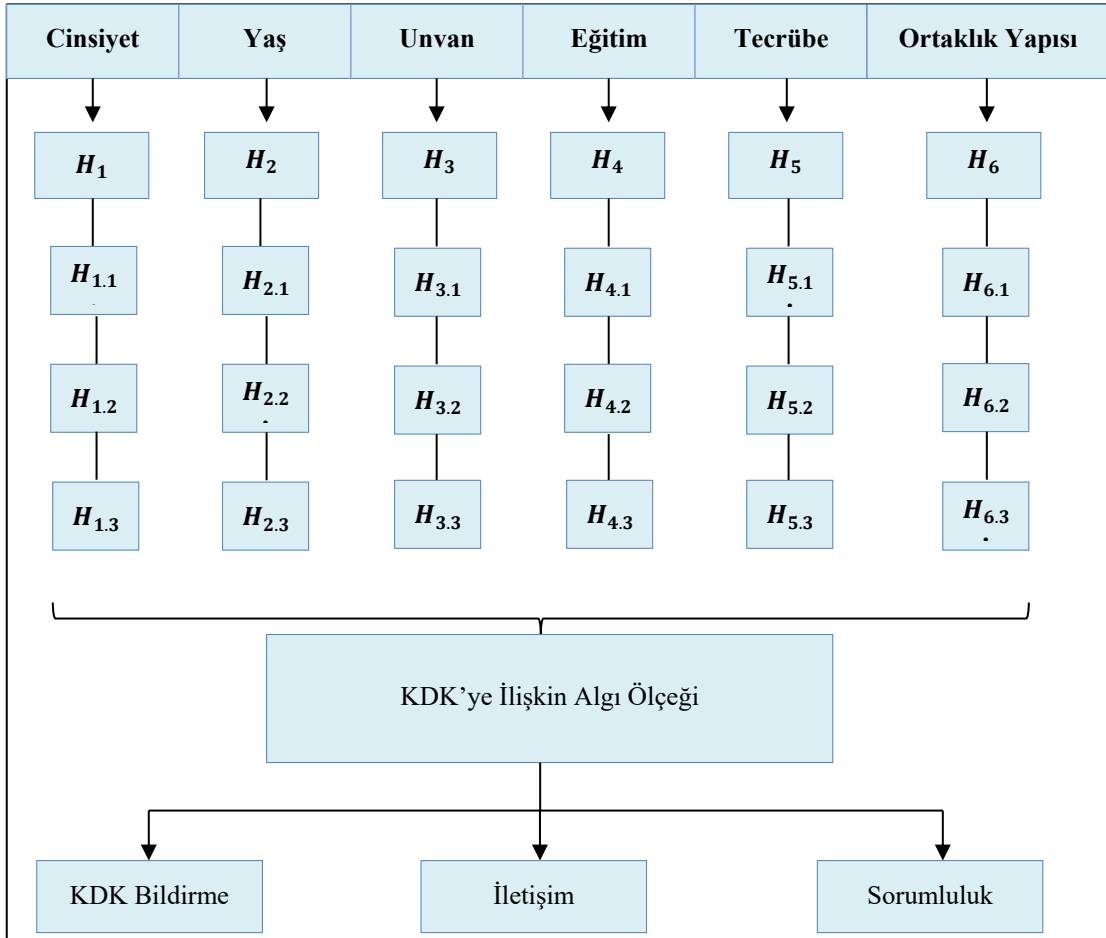 Cinsiyet Yaş Unvan Eğitim Tecrübe Ortaklık Yapısı
H₁ H₂ H₃ H₄ H₅ H₆
H₁.₁ H₂.₁ H₃.₁ H₄.₁ H₅.₁ H₆.₁
H₁.₂ H₂.₂ H₃.₂ H₄.₂ H₅.₂ H₆.₂
H₁.₃ H₂.₃ H₃.₃ H₄.₃ H₅.₃ H₆.₃
KDK’ye İlişkin Algı Ölçeği
KDK Bildirme İletişim Sorumluluk